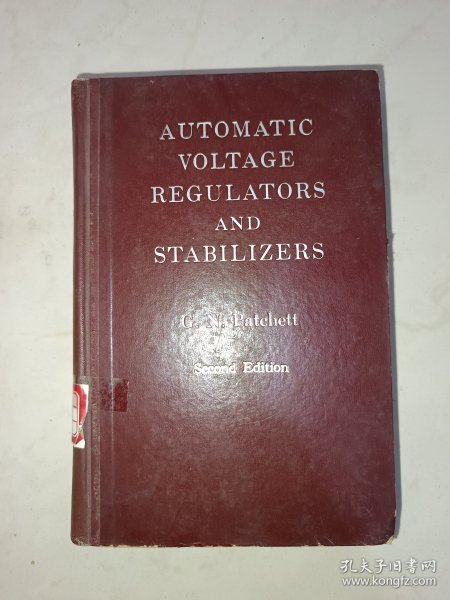 AUTOMATIC
VOLTAGE
REGULATORS
AND
STABILIZERS
G. N. Patchett
Second Edition
孔夫子旧书网
www.kongfz.com